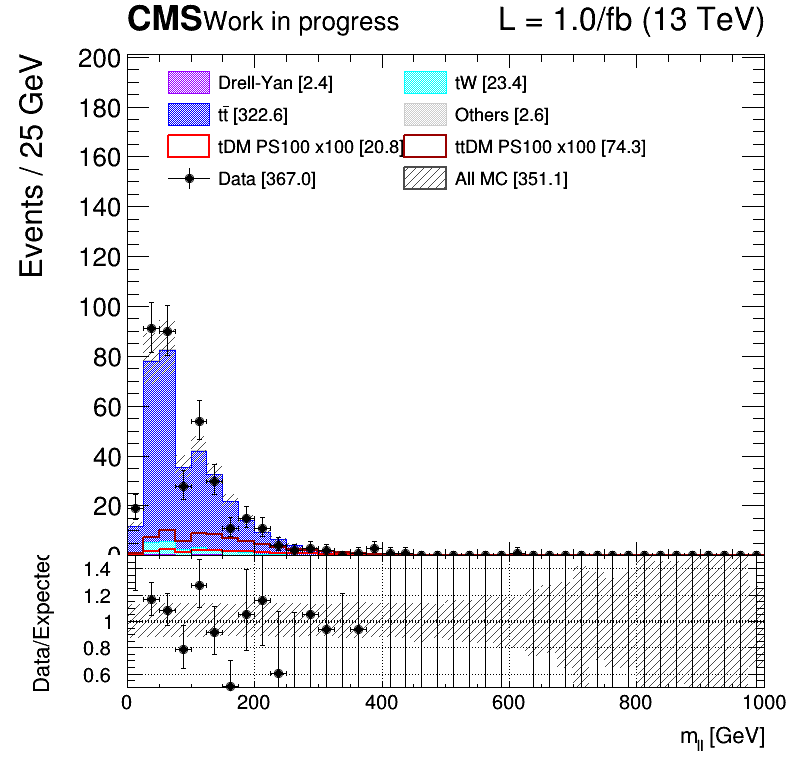 CMS Work in progress L = 1.0/fb (13 TeV)
Events / 25 GeV
200
180
160
140
120
100
80
60
40
20
0
Drell-Yan [2.4] tW [23.4]
tt̄ [322.6] Others [2.6]
tDM PS100 x100 [20.8] ttDM PS100 x100 [74.3]
Data [367.0] All MC [351.1]
Data/Expected
1.4
1.2
1
0.8
0.6
0 200 400 600 800 1000
m_ll [GeV]